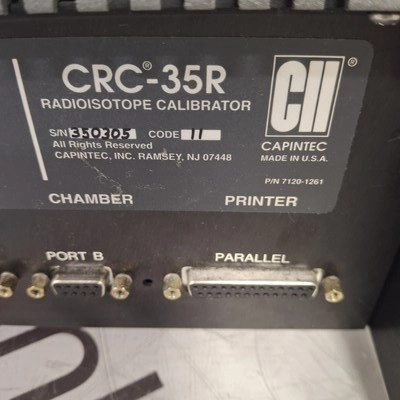 CRC®-35R
RADIOISOTOPE CALIBRATOR
S/N 350305 CODE 11
All Rights Reserved
CAPINTEC, INC. RAMSEY, NJ 07448
CII®
CAPINTEC
MADE IN U.S.A.
P/N 7120-1261
CHAMBER PRINTER
PORT B PARALLEL